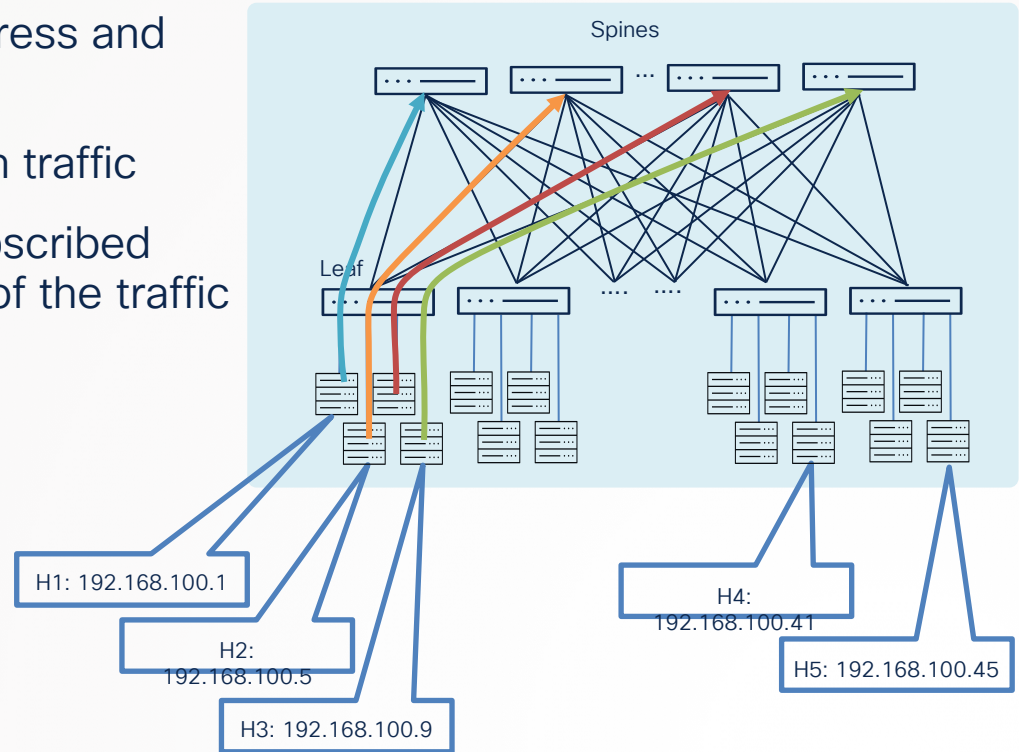 ress and
n traffic
oscribed
of the traffic
Spines
...
Leaf
.... ....
H1: 192.168.100.1
H2:
192.168.100.5
H3: 192.168.100.9
H4:
192.168.100.41
H5: 192.168.100.45